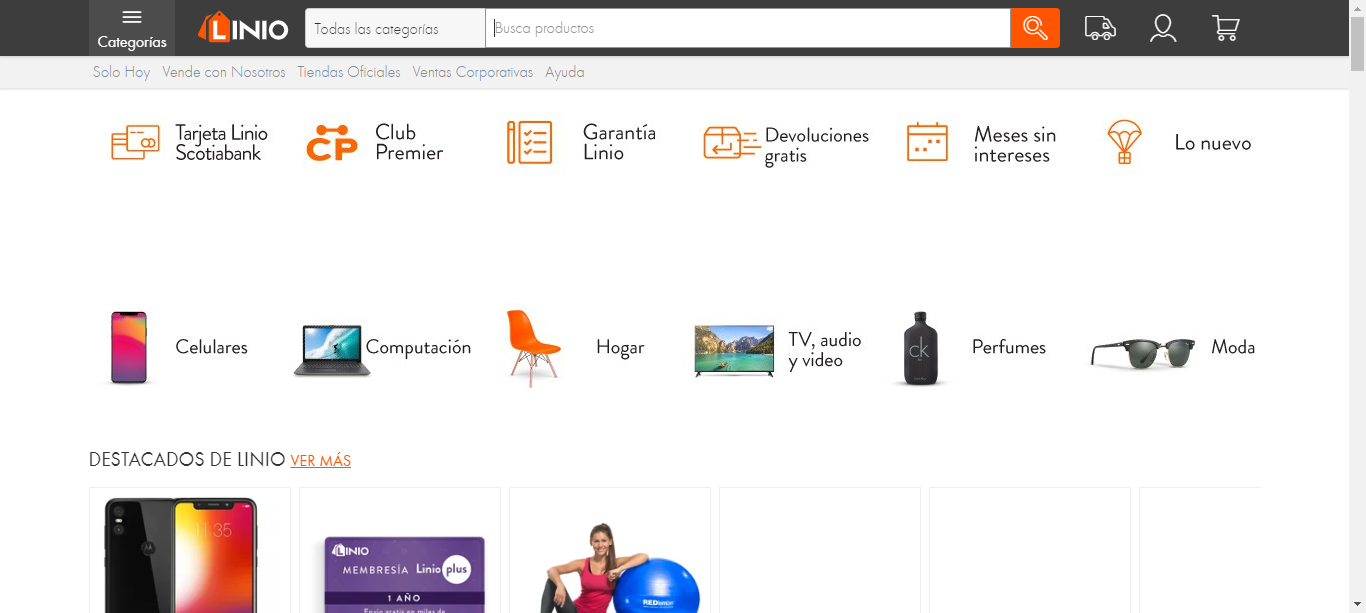 Categorías
LINIO
Todas las categorías
Busca productos
Solo Hoy Vende con Nosotros Tiendas Oficiales Ventas Corporativas Ayuda
Tarjeta Linio
Scotiabank
CP
Club
Premier
Garantía
Linio
Devoluciones
gratis
Meses sin
intereses
Lo nuevo
Celulares
Computación
Hogar
TV, audio
y video
ck
Perfumes
Moda
DESTACADOS DE LINIO VER MÁS
11:35
LINIO
MEMBRESÍA Linio plus
1 AÑO
Envío gratis en miles de